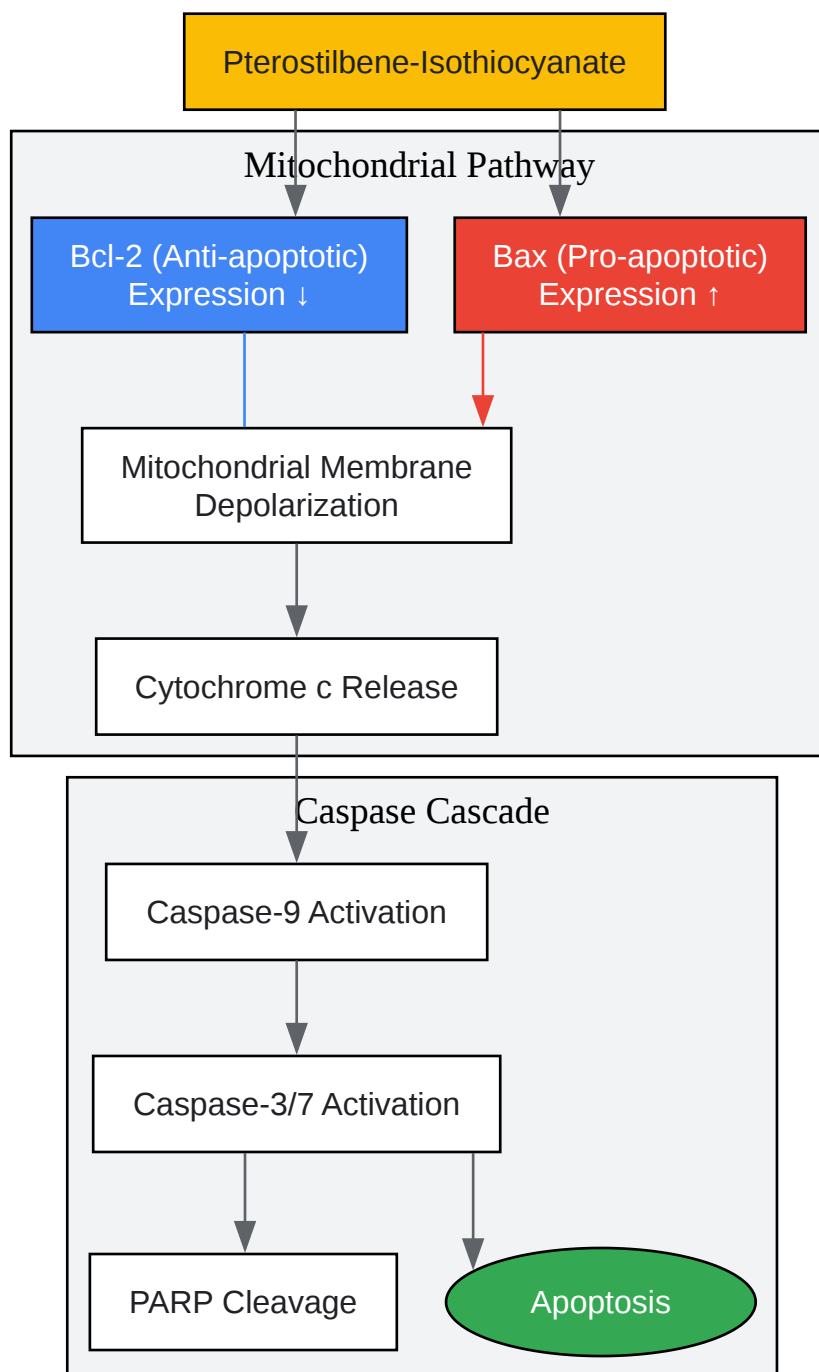 Pterostilbene-Isothiocyanate
Mitochondrial Pathway
Bcl-2 (Anti-apoptotic)
Expression ↓
Bax (Pro-apoptotic)
Expression ↑
Mitochondrial Membrane
Depolarization
Cytochrome c Release
Caspase Cascade
Caspase-9 Activation
Caspase-3/7 Activation
PARP Cleavage
Apoptosis